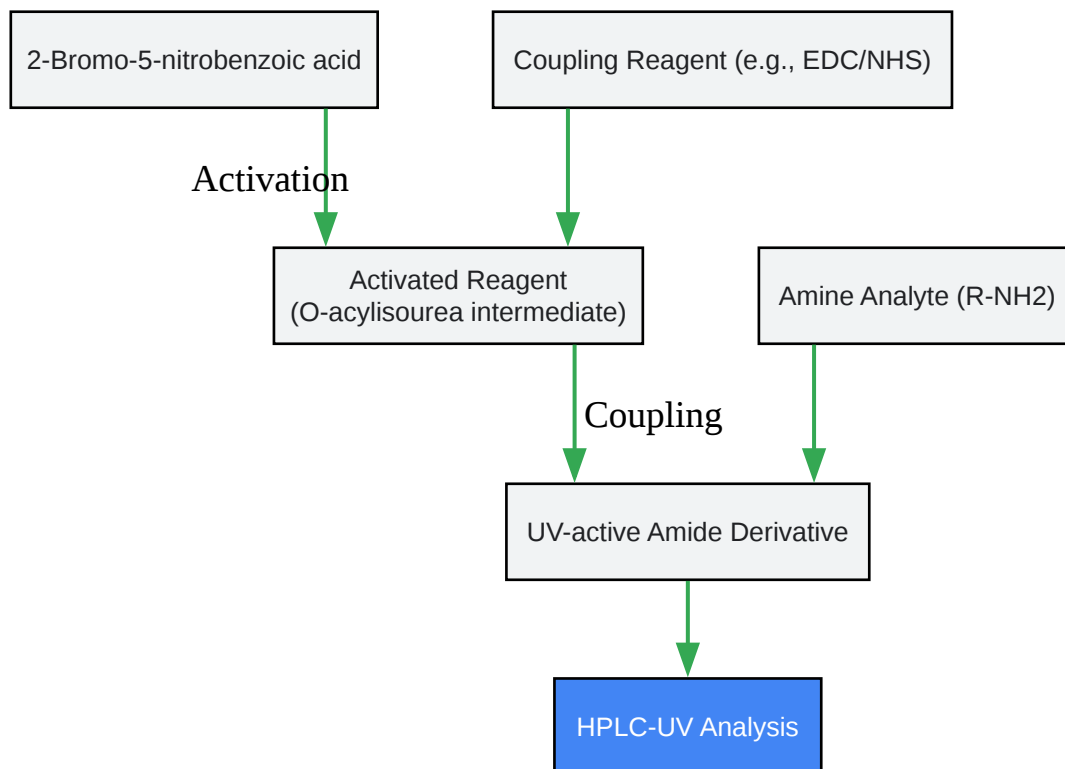 2-Bromo-5-nitrobenzoic acid
Coupling Reagent (e.g., EDC/NHS)
Activation
Activated Reagent
(O-acylisourea intermediate)
Amine Analyte (R-NH2)
Coupling
UV-active Amide Derivative
HPLC-UV Analysis